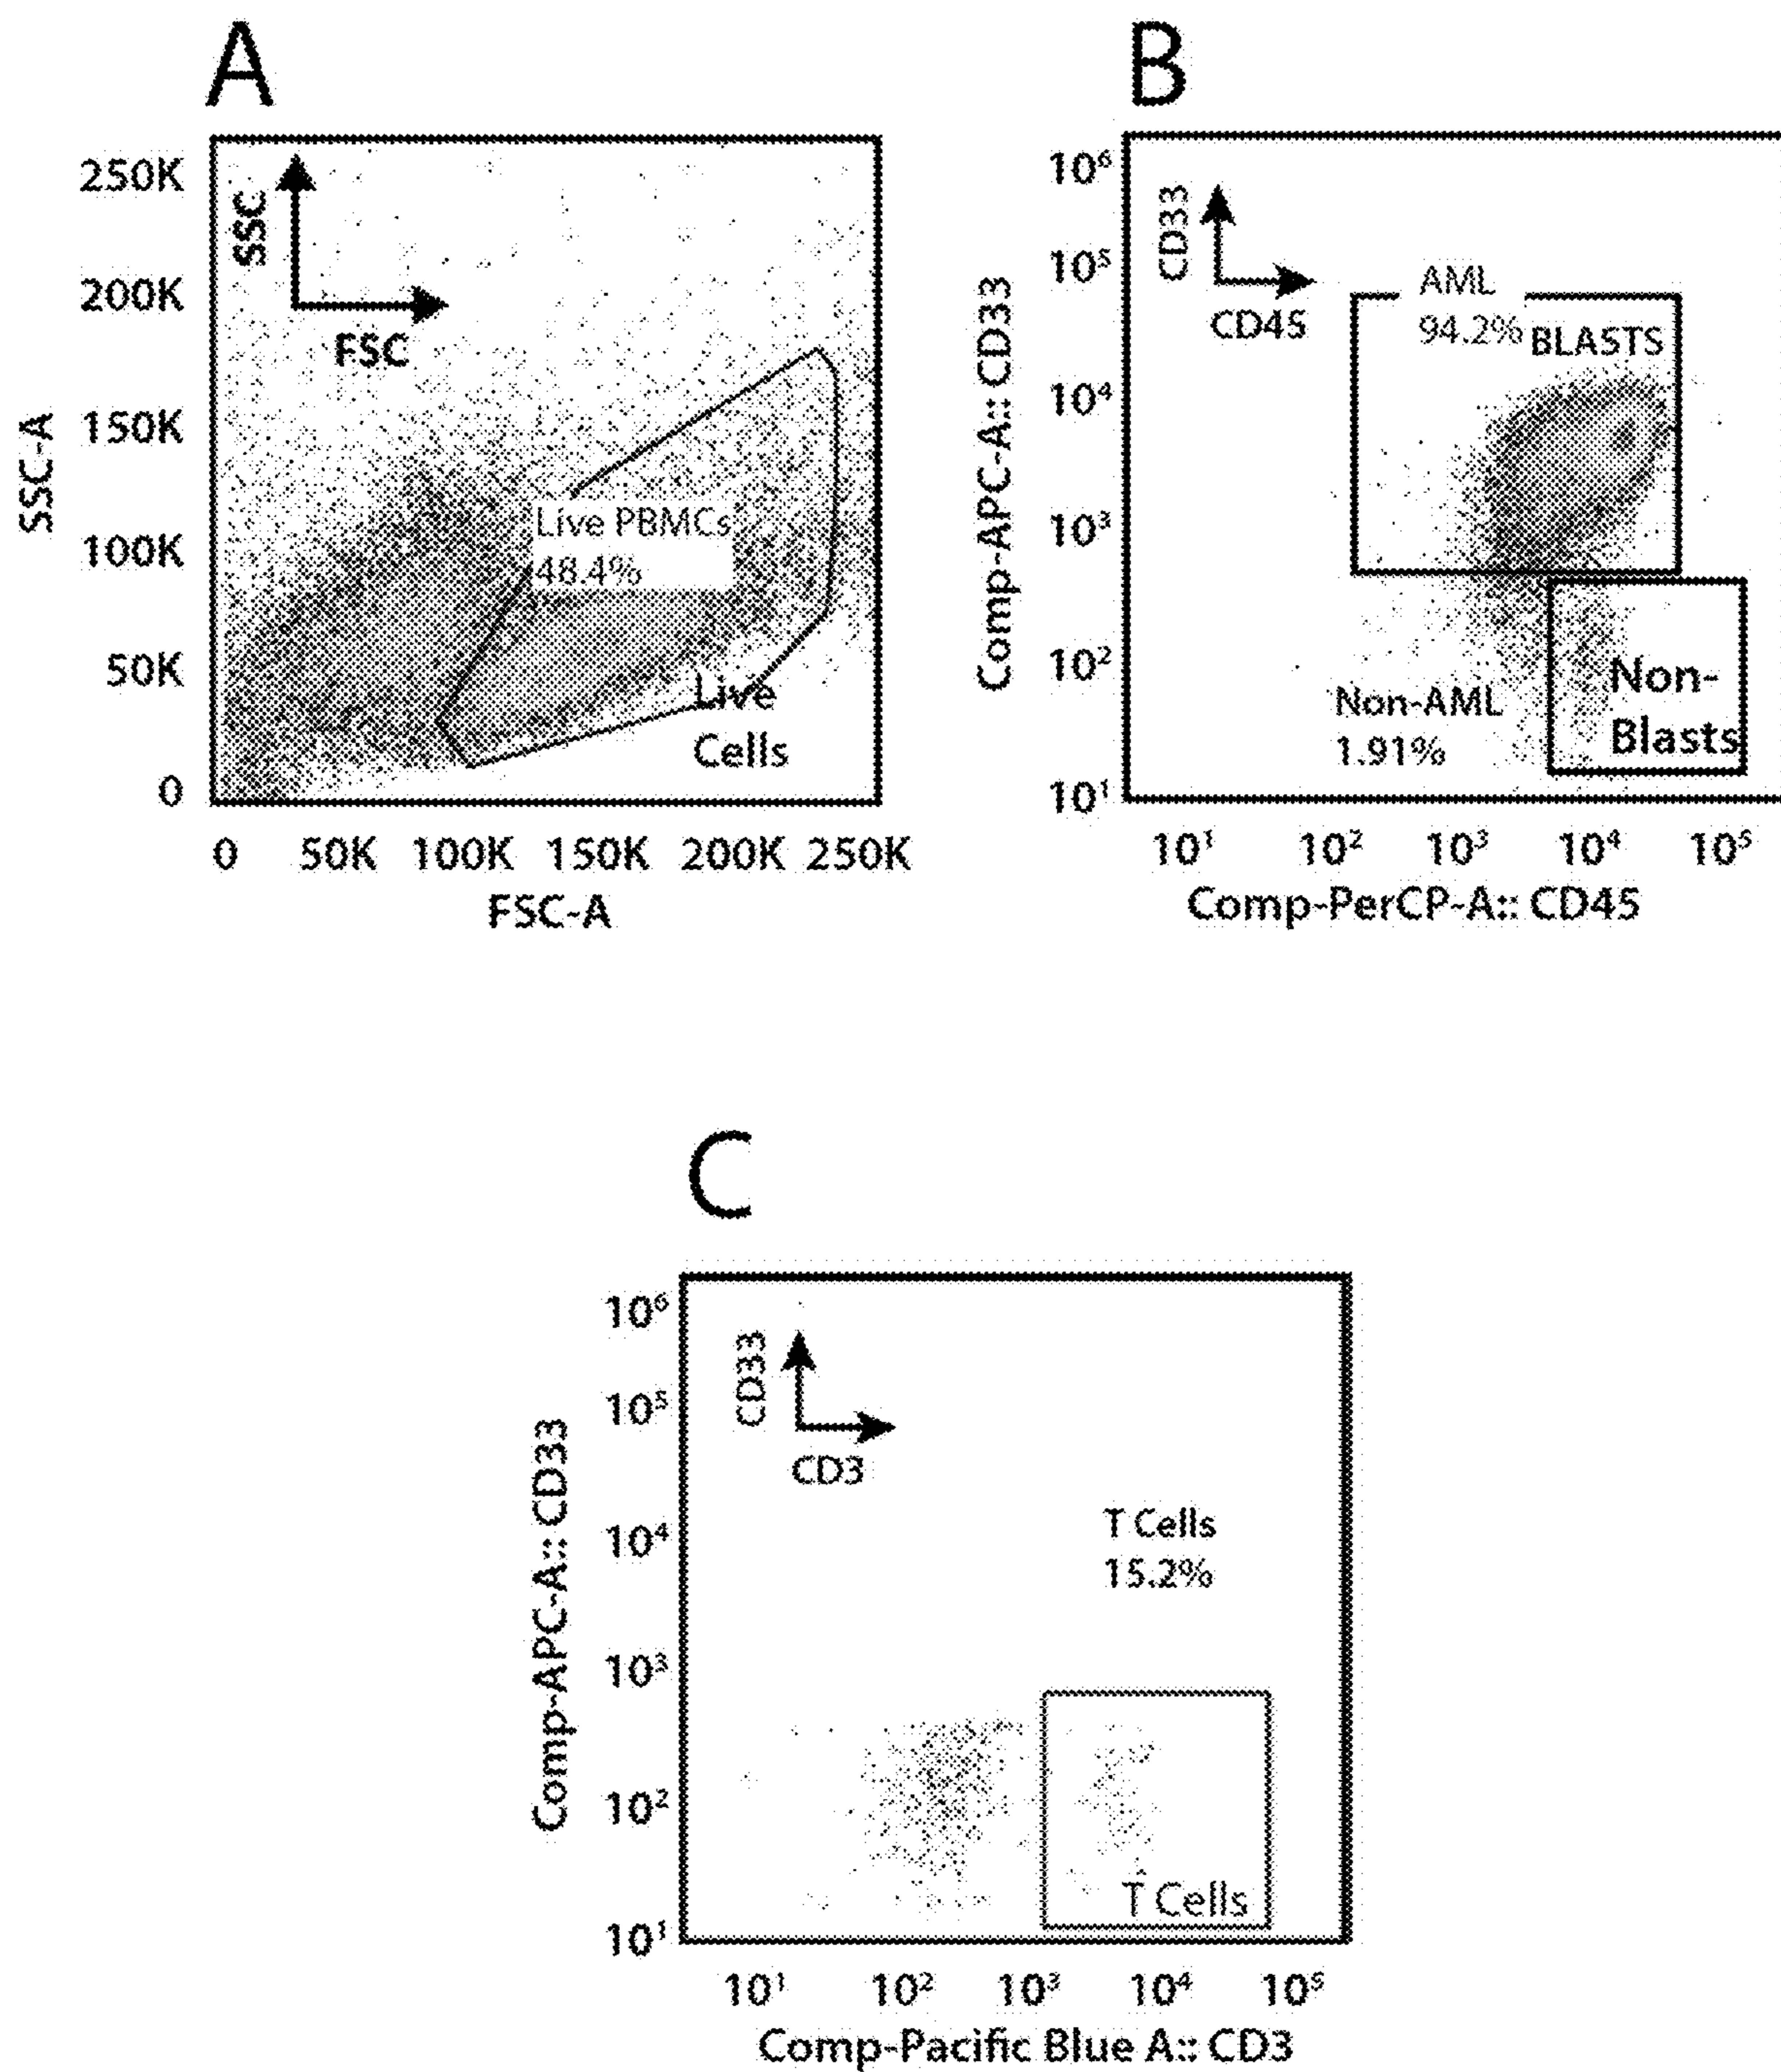 A
250K
200K
150K
100K
50K
0
SSC-A
SSC
FSC
Live PBMCs
48.4%
Live
Cells
0 50K 100K 150K 200K 250K
FSC-A
B
10⁶
10⁵
10⁴
10³
10²
10¹
Comp-APC-A:: CD33
CD33
CD45
AML
94.2%
BLASTS
Non-AML
1.91%
Non-
Blasts
10¹ 10² 10³ 10⁴ 10⁵
Comp-PerCP-A:: CD45
C
10⁶
10⁵
10⁴
10³
10²
10¹
Comp-APC-A:: CD33
CD33
CD3
T Cells
15.2%
T Cells
10¹ 10² 10³ 10⁴ 10⁵
Comp-Pacific Blue A:: CD3